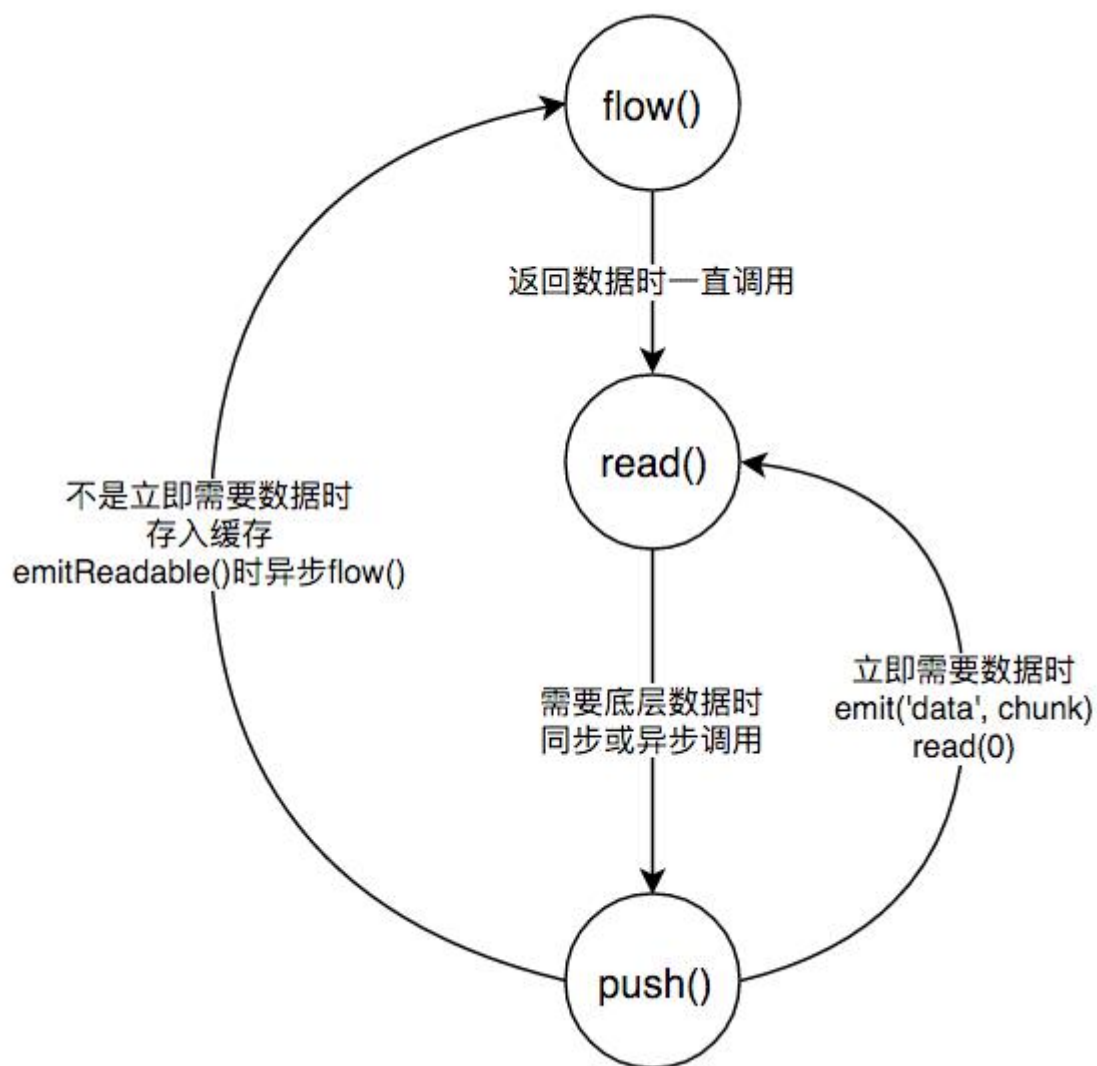 flow()
返回数据时一直调用
read()
不是立即需要数据时
存入缓存
emitReadable()时异步flow()
需要底层数据时
同步或异步调用
立即需要数据时
emit('data', chunk)
read(0)
push()